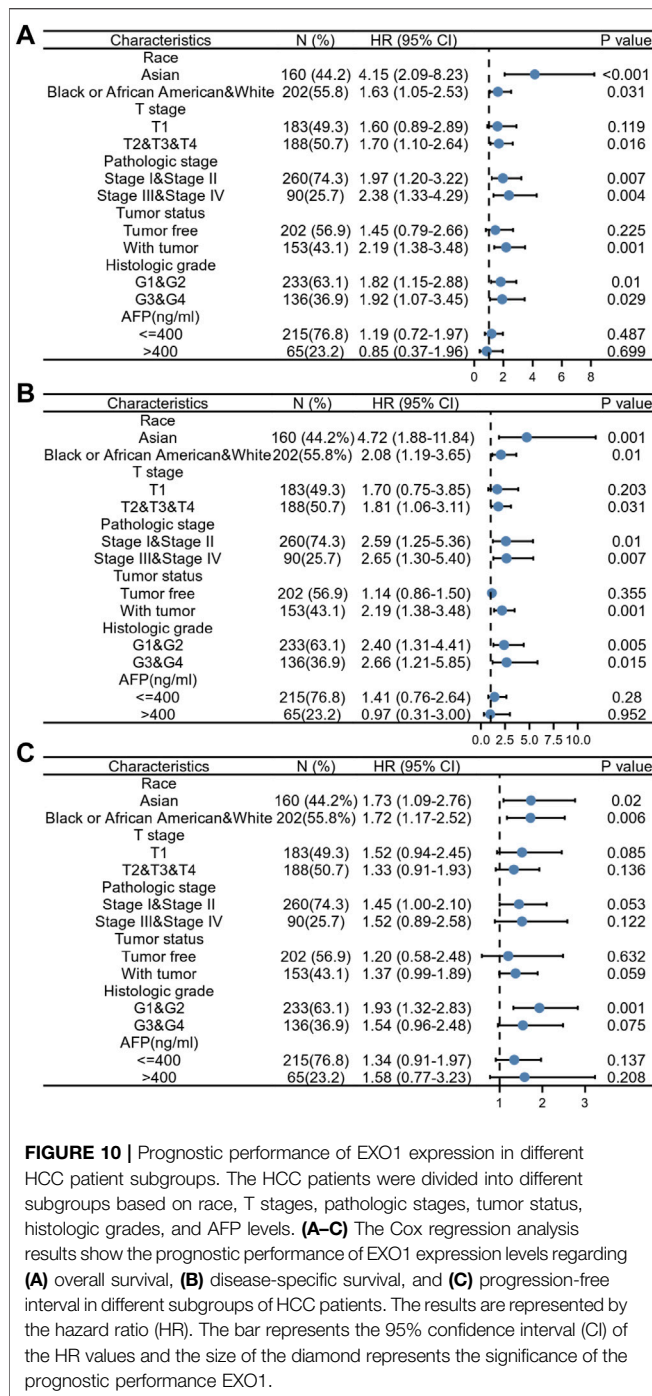 A
Characteristics N (%) HR (95% CI) P value
Race
Asian 160 (44.2) 4.15 (2.09-8.23) <0.001
Black or African American&White 202(55.8) 1.63 (1.05-2.53) 0.031
T stage
T1 183(49.3) 1.60 (0.89-2.89) 0.119
T2&T3&T4 188(50.7) 1.70 (1.10-2.64) 0.016
Pathologic stage
Stage I&Stage II 260(74.3) 1.97 (1.20-3.22) 0.007
Stage III&Stage IV 90(25.7) 2.38 (1.33-4.29) 0.004
Tumor status
Tumor free 202 (56.9) 1.45 (0.79-2.66) 0.225
With tumor 153(43.1) 2.19 (1.38-3.48) 0.001
Histologic grade
G1&G2 233(63.1) 1.82 (1.15-2.88) 0.01
G3&G4 136(36.9) 1.92 (1.07-3.45) 0.029
AFP(ng/ml)
<=400 215(76.8) 1.19 (0.72-1.97) 0.487
>400 65(23.2) 0.85 (0.37-1.96) 0.699
0 2 4 6 8
B
Characteristics N (%) HR (95% CI) P value
Race
Asian 160 (44.2%) 4.72 (1.88-11.84) 0.001
Black or African American&White 202(55.8%) 2.08 (1.19-3.65) 0.01
T stage
T1 183(49.3) 1.70 (0.75-3.85) 0.203
T2&T3&T4 188(50.7) 1.81 (1.06-3.11) 0.031
Pathologic stage
Stage I&Stage II 260(74.3) 2.59 (1.25-5.36) 0.01
Stage III&Stage IV 90(25.7) 2.65 (1.30-5.40) 0.007
Tumor status
Tumor free 202 (56.9) 1.14 (0.86-1.50) 0.355
With tumor 153(43.1) 2.19 (1.38-3.48) 0.001
Histologic grade
G1&G2 233(63.1) 2.40 (1.31-4.41) 0.005
G3&G4 136(36.9) 2.66 (1.21-5.85) 0.015
AFP(ng/ml)
<=400 215(76.8) 1.41 (0.76-2.64) 0.28
>400 65(23.2) 0.97 (0.31-3.00) 0.952
0.0 2.5 5.0 7.5 10.0
C
Characteristics N (%) HR (95% CI) P value
Race
Asian 160 (44.2%) 1.73 (1.09-2.76) 0.02
Black or African American&White 202(55.8%) 1.72 (1.17-2.52) 0.006
T stage
T1 183(49.3) 1.52 (0.94-2.45) 0.085
T2&T3&T4 188(50.7) 1.33 (0.91-1.93) 0.136
Pathologic stage
Stage I&Stage II 260(74.3) 1.45 (1.00-2.10) 0.053
Stage III&Stage IV 90(25.7) 1.52 (0.89-2.58) 0.122
Tumor status
Tumor free 202 (56.9) 1.20 (0.58-2.48) 0.632
With tumor 153(43.1) 1.37 (0.99-1.89) 0.059
Histologic grade
G1&G2 233(63.1) 1.93 (1.32-2.83) 0.001
G3&G4 136(36.9) 1.54 (0.96-2.48) 0.075
AFP(ng/ml)
<=400 215(76.8) 1.34 (0.91-1.97) 0.137
>400 65(23.2) 1.58 (0.77-3.23) 0.208
1 2 3
FIGURE 10 | Prognostic performance of EXO1 expression in different
HCC patient subgroups. The HCC patients were divided into different
subgroups based on race, T stages, pathologic stages, tumor status,
histologic grades, and AFP levels. (A–C) The Cox regression analysis
results show the prognostic performance of EXO1 expression levels regarding
(A) overall survival, (B) disease-specific survival, and (C) progression-free
interval in different subgroups of HCC patients. The results are represented by
the hazard ratio (HR). The bar represents the 95% confidence interval (CI) of
the HR values and the size of the diamond represents the significance of the
prognostic performance EXO1.